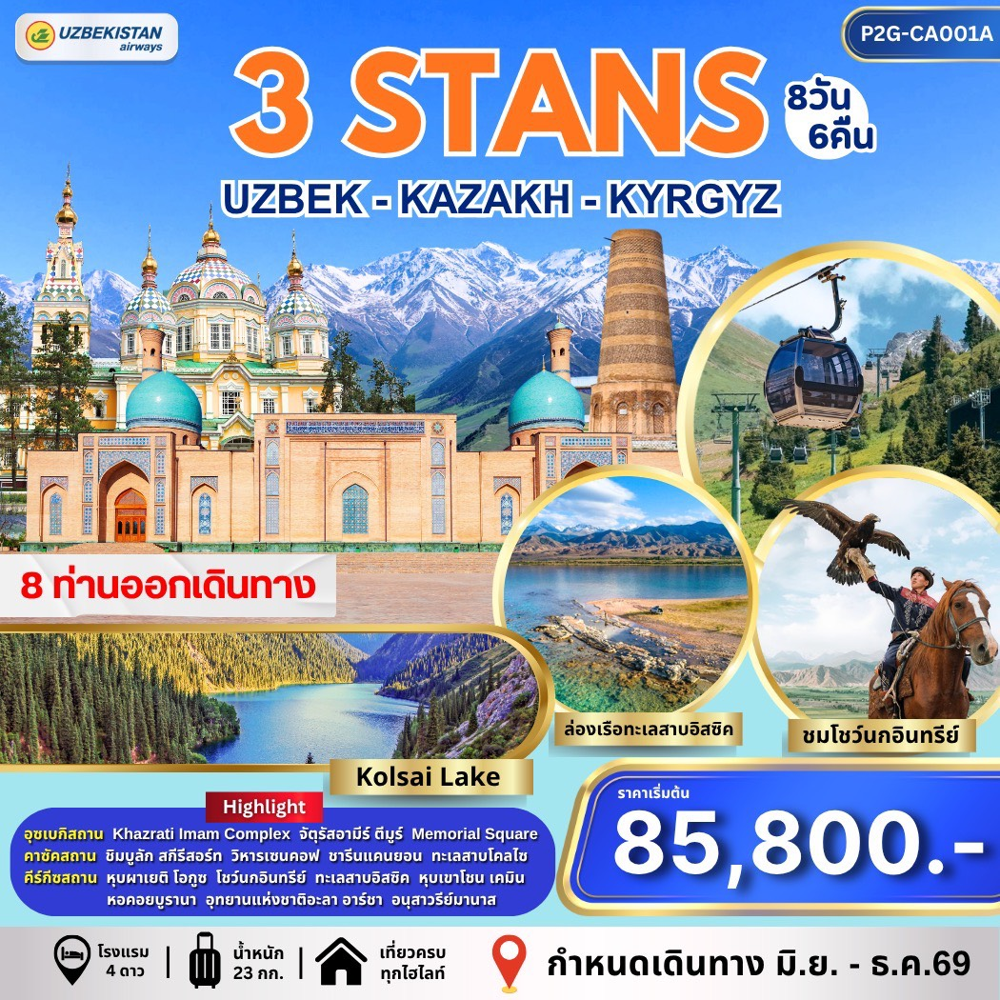 UZBEKISTAN
airways
P2G-CA001A
3 STANS
8วัน
6คืน
UZBEK - KAZAKH - KYRGYZ
8 ท่านออกเดินทาง
ล่องเรือทะเลสาบอิสซิค
ชมโชว์นกอินทรีย์
Kolsai Lake
Highlight
อุซเบกิสถาน Khazrati Imam Complex จัตุรัสอามีร์ ตีมูร์ Memorial Square
คาซัคสถาน ชิมบูลัก สกีรีสอร์ท วิหารเซนคอฟ ชารีนแคนยอน ทะเลสาบโคลไซ
คีร์กีซสถาน หุบผาเยติ โอกูซ โชว์นกอินทรีย์ ทะเลสาบอิสซิค หุบเขาโชน เคมิน
หอคอยบูรานา อุทยานแห่งชาติอะลา อาร์ชา อนุสาวรีย์มานาส
ราคาเริ่มต้น
85,800.-
โรงแรม
4 ดาว
น้ำหนัก
23 กก.
เที่ยวครบ
ทุกไฮไลท์
กำหนดเดินทาง มิ.ย. - ธ.ค.69